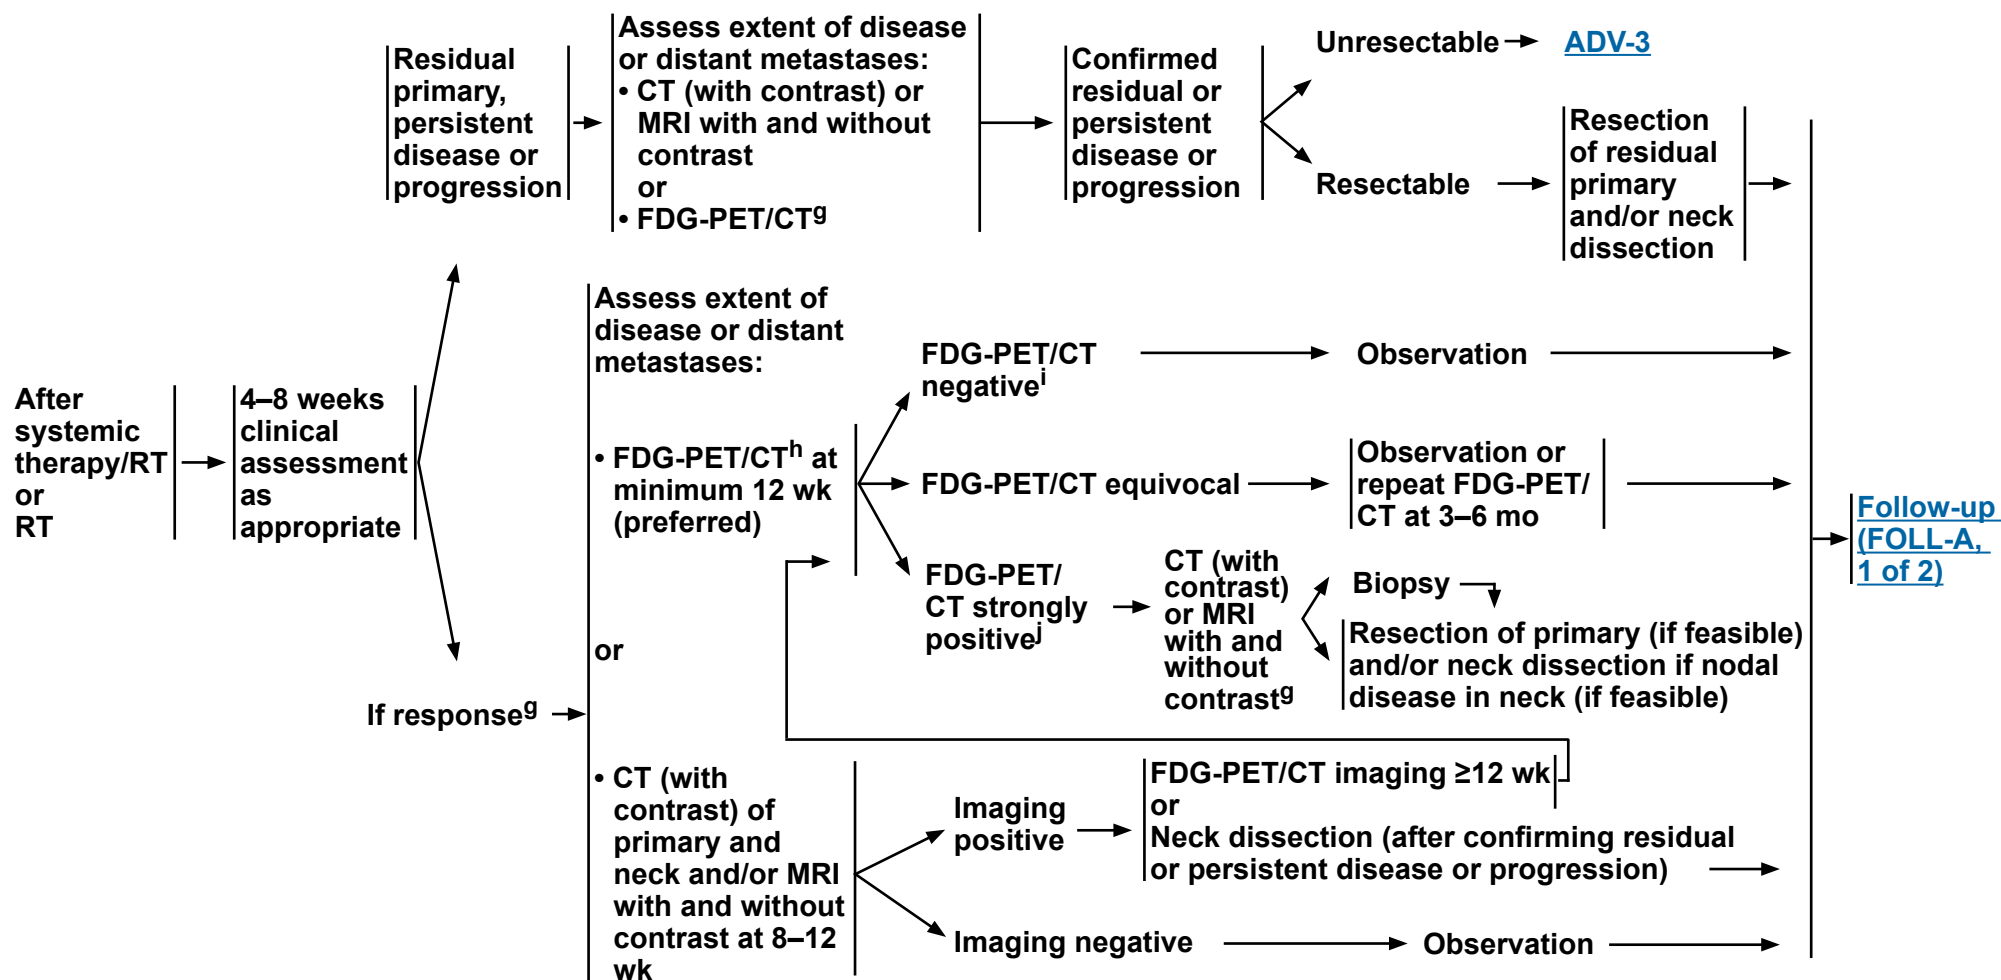 After
systemic
therapy/RT
or
RT
4–8 weeks
clinical
assessment
as
appropriate
Residual
primary,
persistent
disease or
progression
Assess extent of disease
or distant metastases:
• CT (with contrast) or
MRI with and without
contrast
or
• FDG-PET/CTg
Confirmed
residual or
persistent
disease or
progression
Unresectable
ADV-3
Resectable
Resection
of residual
primary
and/or neck
dissection
If responseg
Assess extent of
disease or distant
metastases:
• FDG-PET/CTh at
minimum 12 wk
(preferred)
FDG-PET/CT
negativei
Observation
FDG-PET/CT equivocal
Observation or
repeat FDG-PET/
CT at 3–6 mo
FDG-PET/
CT strongly
positivej
CT (with
contrast)
or MRI
with and
without
contrastg
Biopsy
Resection of primary (if feasible)
and/or neck dissection if nodal
disease in neck (if feasible)
or
• CT (with
contrast) of
primary and
neck and/or MRI
with and without
contrast at 8–12
wk
Imaging
positive
FDG-PET/CT imaging ≥12 wk
or
Neck dissection (after confirming residual
or persistent disease or progression)
Imaging negative
Observation
Follow-up
(FOLL-A,
1 of 2)